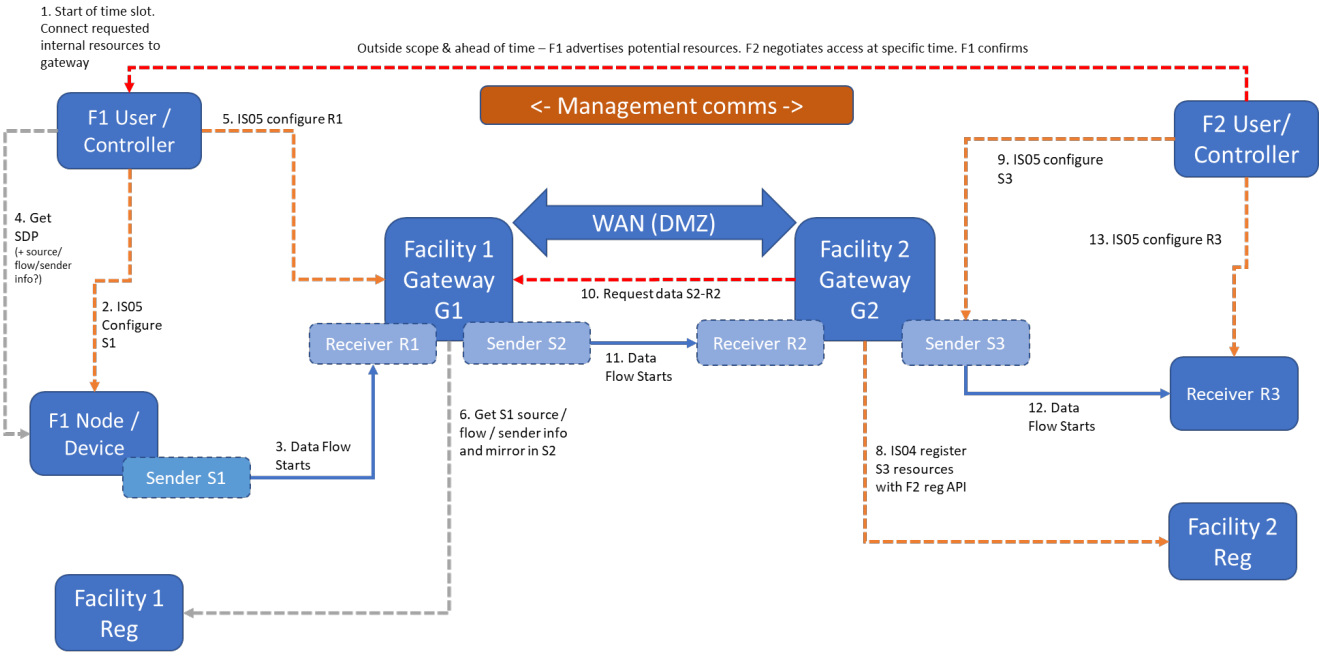 1. Start of time slot.
Connect requested
internal resources to
gateway
Outside scope & ahead of time – F1 advertises potential resources. F2 negotiates access at specific time. F1 confirms
<- Management comms ->
F1 User /
Controller
5. IS05 configure R1
F2 User/
Controller
9. IS05 configure
S3
4. Get
SDP
(+ source/
flow/sender
info?)
WAN (DMZ)
Facility 1
Gateway
G1
Facility 2
Gateway
G2
13. IS05 configure R3
10. Request data S2-R2
2. IS05
Configure
S1
Receiver R1
Sender S2
Receiver R2
Sender S3
11. Data
Flow Starts
F1 Node /
Device
Receiver R3
12. Data
Flow Starts
3. Data Flow
Starts
6. Get S1 source /
flow / sender info
and mirror in S2
Sender S1
8. IS04 register
S3 resources
with F2 reg API
Facility 2
Reg
Facility 1
Reg